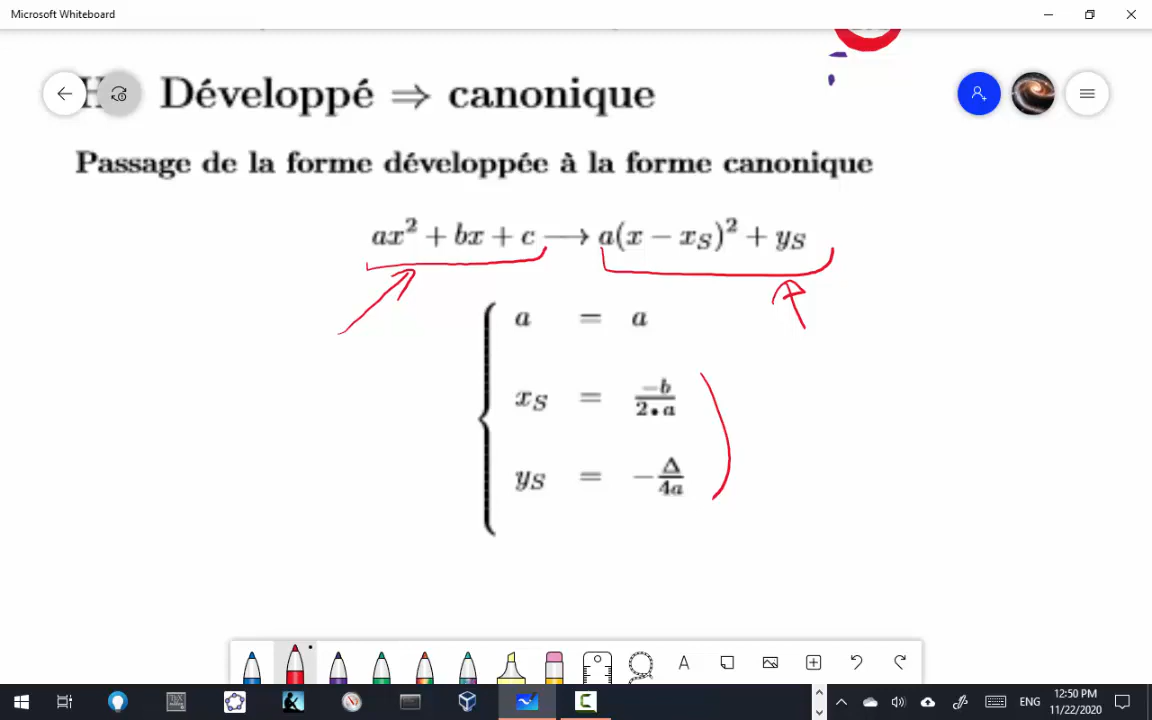 Microsoft Whiteboard
H Développé ⇒ canonique
Passage de la forme développée à la forme canonique
ax² + bx + c ⟶ a(x − x_S)² + y_S
a = a
x_S = −b / 2•a
y_S = − Δ / 4a
A
ENG
12:50 PM
11/22/2020